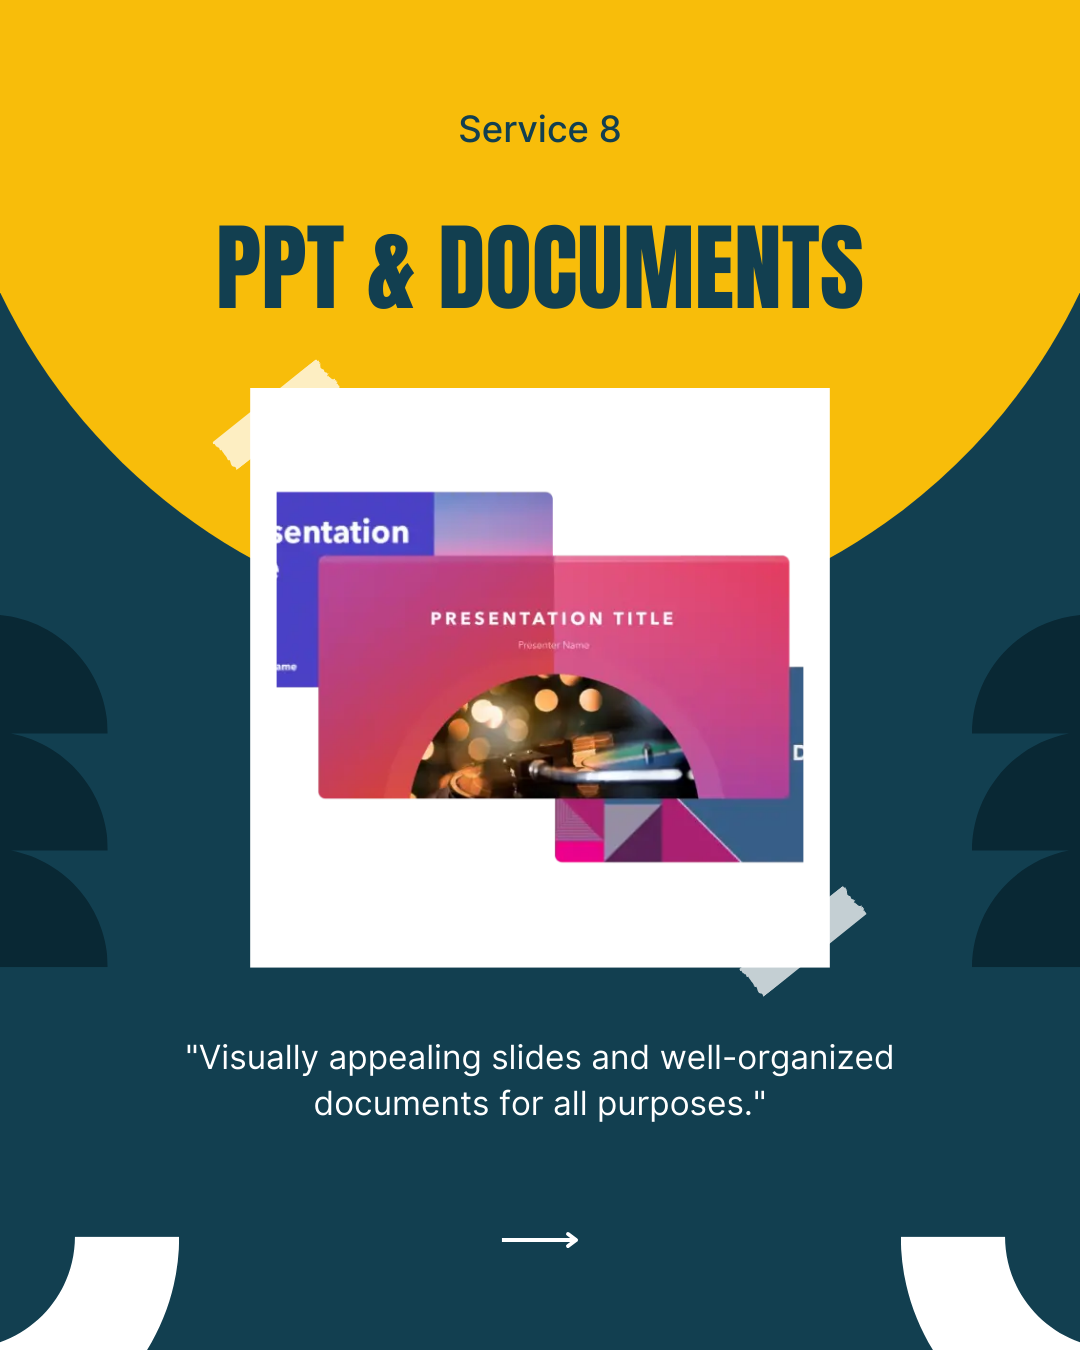 Service 8
PPT & DOCUMENTS
sentation
ame
PRESENTATION TITLE
Presenter Name
D
"Visually appealing slides and well-organized
documents for all purposes."